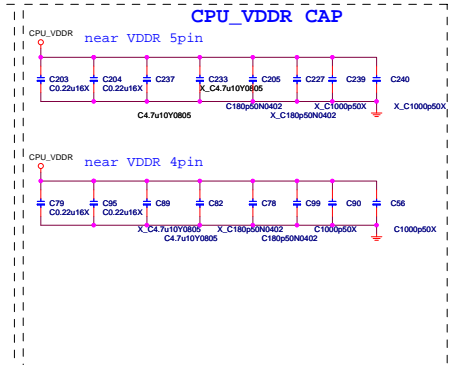 CPU_VDDR CAP
CPU_VDDR
near VDDR 5pin
C203
C0.22u16X
C204
C0.22u16X
C237
C4.7u10Y0805
C233
X_C4.7u10Y0805
C205
C180p50N0402
C227
X_C180p50N0402
C239
X_C1000p50X
C240
X_C1000p50X
CPU_VDDR
near VDDR 4pin
C79
C0.22u16X
C95
C0.22u16X
C89
X_C4.7u10Y0805
C82
C4.7u10Y0805
C78
X_C180p50N0402
C99
C180p50N0402
C90
C1000p50X
C56
C1000p50X